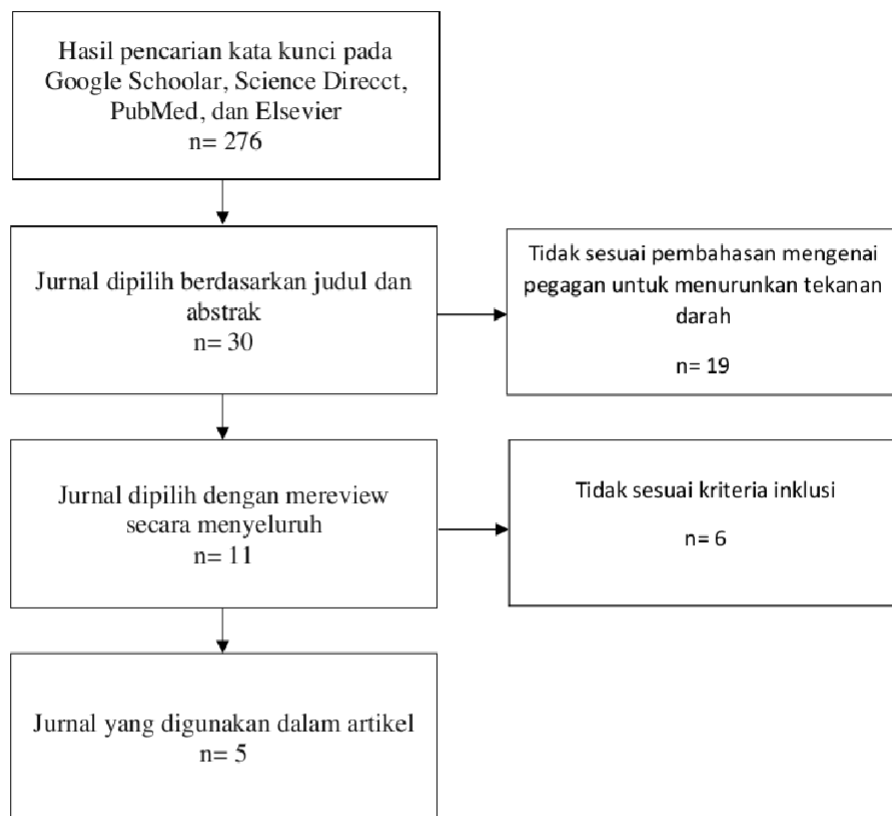 Hasil pencarian kata kunci pada
Google Schoolar, Science Direcct,
PubMed, dan Elsevier
n= 276
Jurnal dipilih berdasarkan judul dan
abstrak
n= 30
Tidak sesuai pembahasan mengenai
pegagan untuk menurunkan tekanan
darah
n= 19
Jurnal dipilih dengan mereview
secara menyeluruh
n= 11
Tidak sesuai kriteria inklusi
n= 6
Jurnal yang digunakan dalam artikel
n= 5